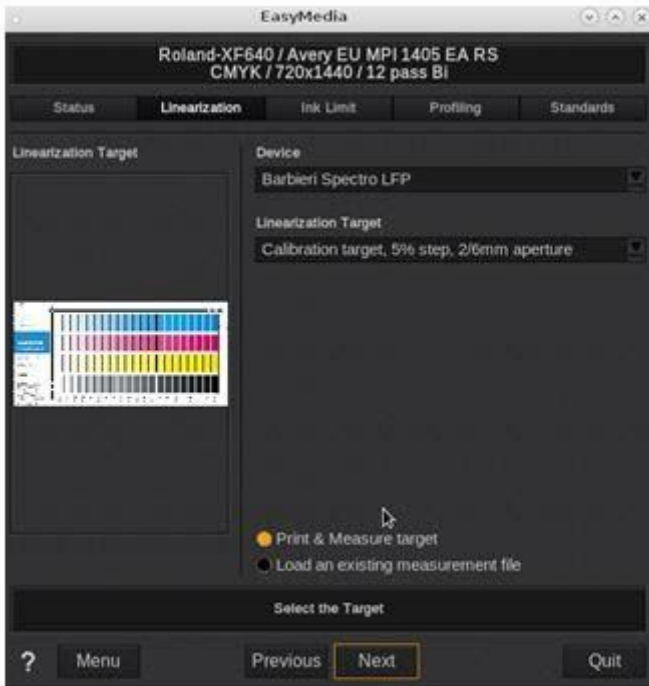 EasyMedia
Roland-XF640 / Avery EU MPI 1405 EA RS
CMYK / 720x1440 / 12 pass Bi
Status Linearization Ink Limit Profiling Standards
Linearization Target
Device
Barbieri Spectro LFP
Linearization Target
Calibration target, 5% step, 2/6mm aperture
Print & Measure target
Load an existing measurement file
Select the Target
? Menu Previous Next Quit